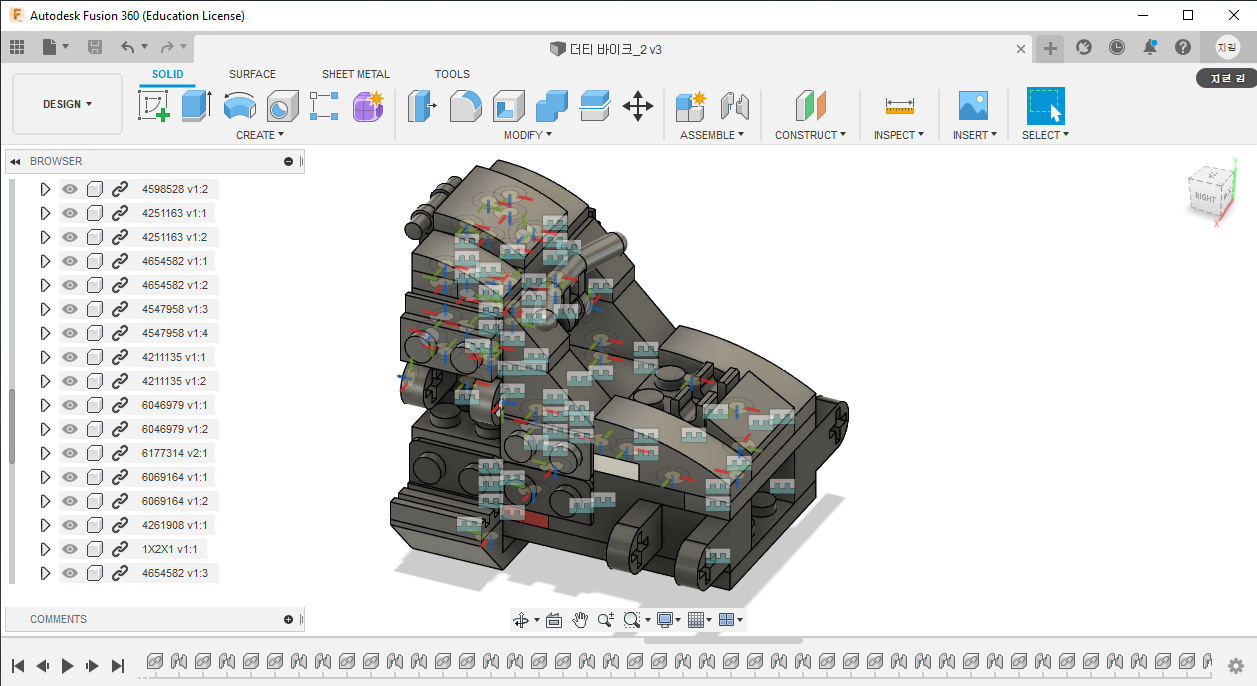 Autodesk Fusion 360 (Education License)
더티 바이크_2 v3
지림
지련 김
SOLID SURFACE SHEET METAL TOOLS
DESIGN
CREATE MODIFY ASSEMBLE CONSTRUCT INSPECT INSERT SELECT
BROWSER
4598528 v1:2
4251163 v1:1
4251163 v1:2
4654582 v1:1
4654582 v1:2
4547958 v1:3
4547958 v1:4
4211135 v1:1
4211135 v1:2
6046979 v1:1
6046979 v1:2
6177314 v2:1
6069164 v1:1
6069164 v1:2
4261908 v1:1
1X2X1 v1:1
4654582 v1:3
RIGHT
Y
X
COMMENTS